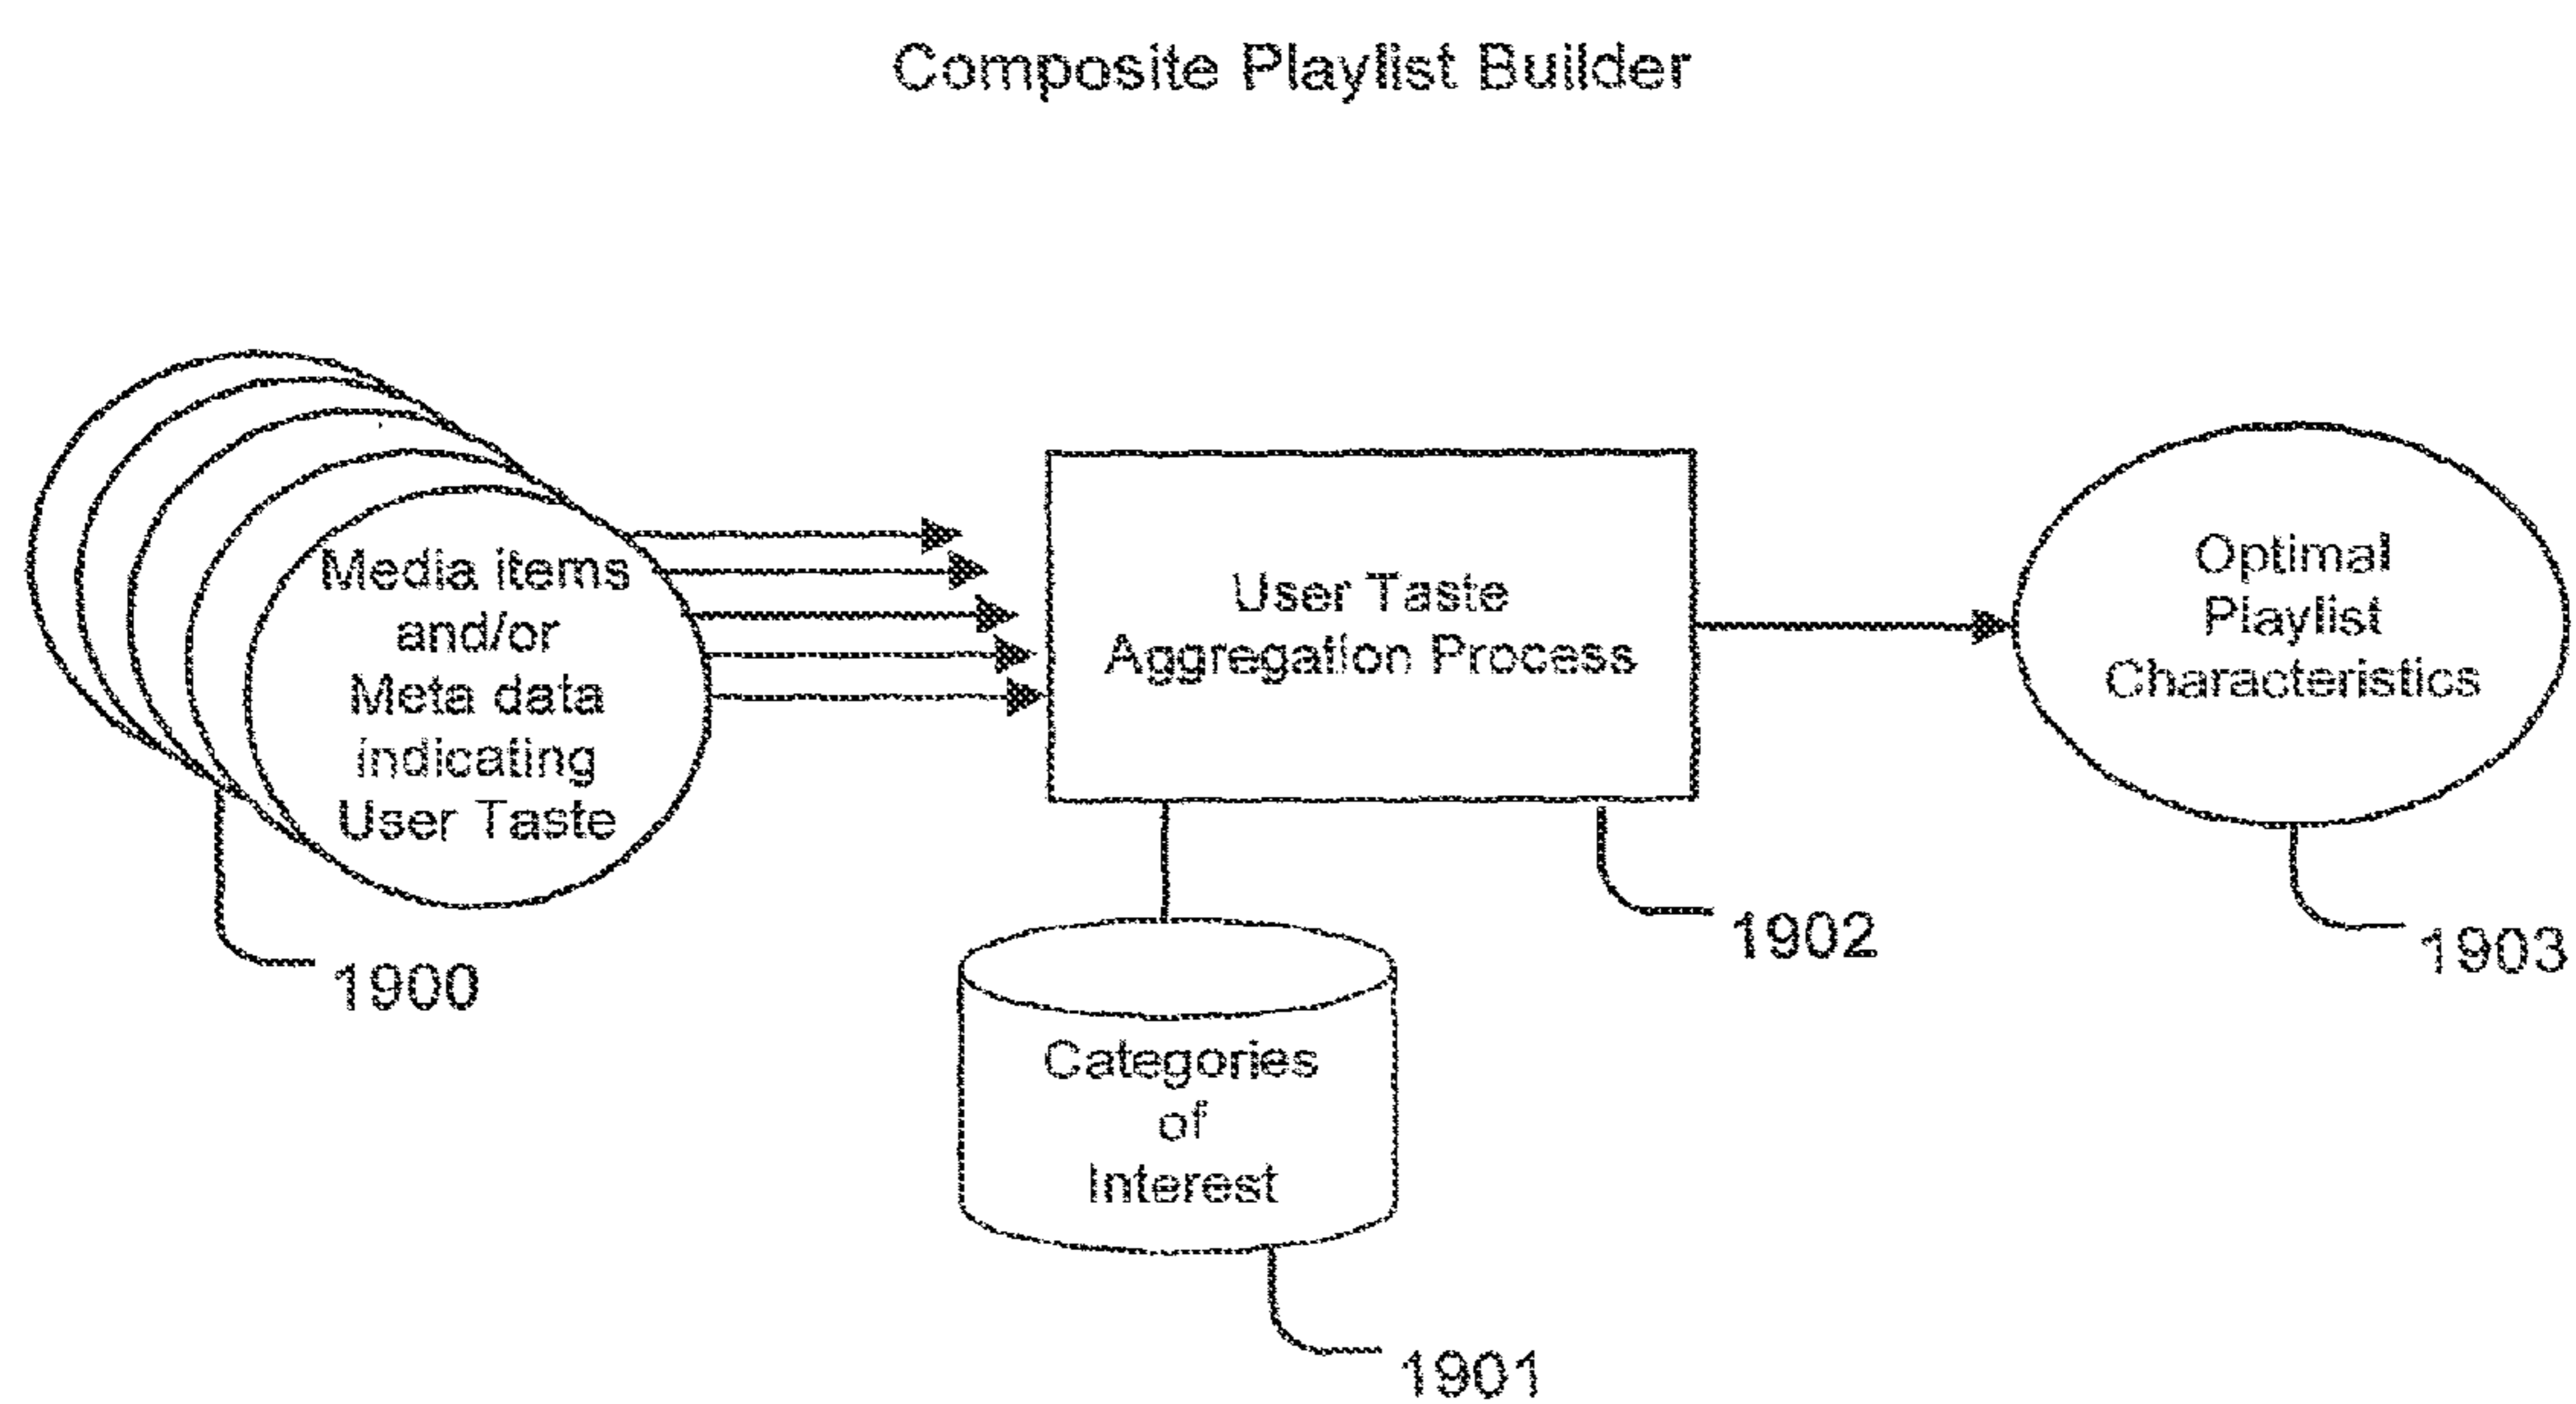 Composite Playlist Builder
Media items
and/or
Meta data
indicating
User Taste
1900
User Taste
Aggregation Process
1902
Optimal
Playlist
Characteristics
1903
Categories
of
Interest
1901